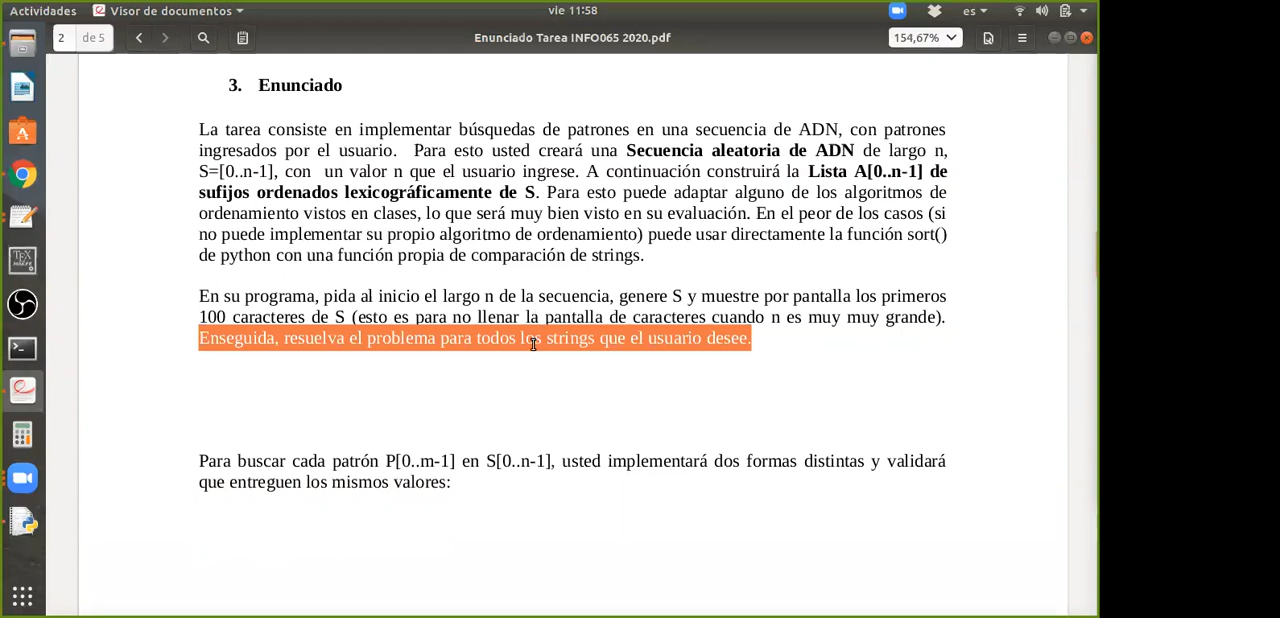 Actividades Visor de documentos vie 11:58 es
2 de 5 Enunciado Tarea INFO065 2020.pdf 154,67%
3. Enunciado
La tarea consiste en implementar búsquedas de patrones en una secuencia de ADN, con patrones
ingresados por el usuario. Para esto usted creará una Secuencia aleatoria de ADN de largo n,
S=[0..n-1], con un valor n que el usuario ingrese. A continuación construirá la Lista A[0..n-1] de
sufijos ordenados lexicográficamente de S. Para esto puede adaptar alguno de los algoritmos de
ordenamiento vistos en clases, lo que será muy bien visto en su evaluación. En el peor de los casos (si
no puede implementar su propio algoritmo de ordenamiento) puede usar directamente la función sort()
de python con una función propia de comparación de strings.
En su programa, pida al inicio el largo n de la secuencia, genere S y muestre por pantalla los primeros
100 caracteres de S (esto es para no llenar la pantalla de caracteres cuando n es muy muy grande).
Enseguida, resuelva el problema para todos los strings que el usuario desee.
Para buscar cada patrón P[0..m-1] en S[0..n-1], usted implementará dos formas distintas y validará
que entreguen los mismos valores: